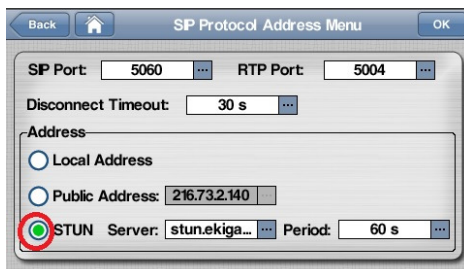 Back SIP Protocol Address Menu OK
SIP Port: 5060 ... RTP Port: 5004 ...
Disconnect Timeout: 30 s ...
Address
Local Address
Public Address: 216.73.2.140 ...
STUN Server: stun.ekiga... ... Period: 60 s ...